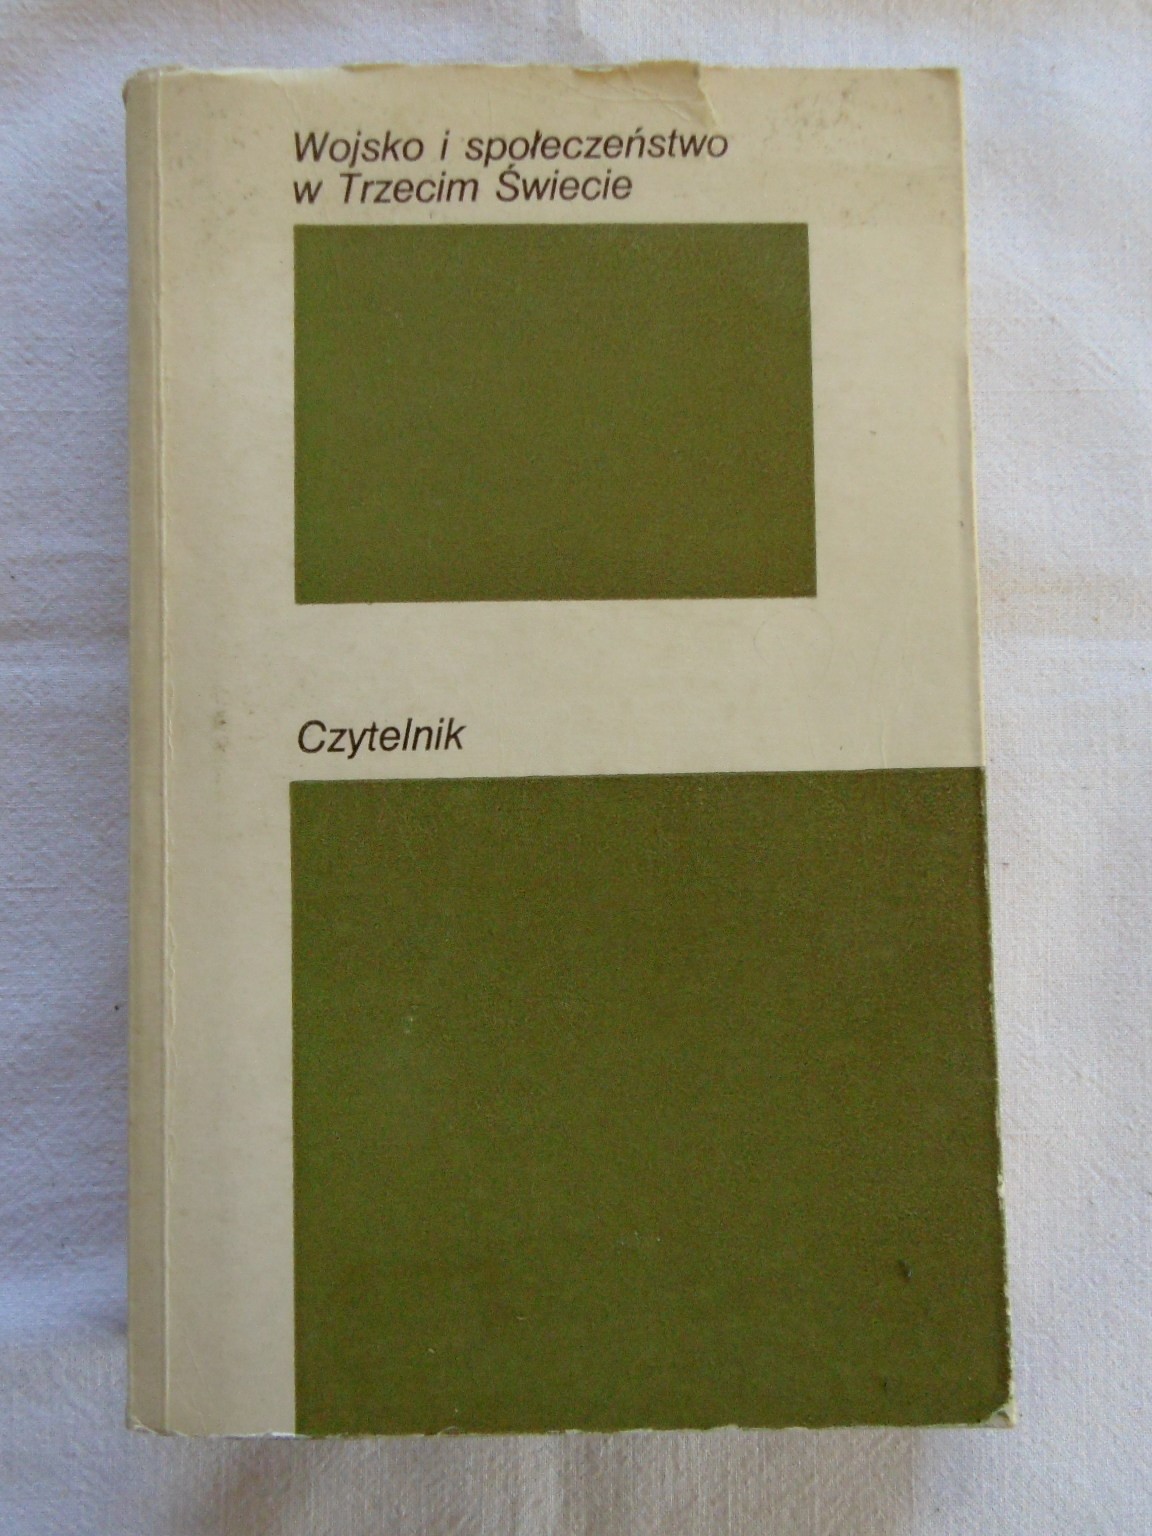 Wojsko i społeczeństwo
w Trzecim Świecie
Czytelnik